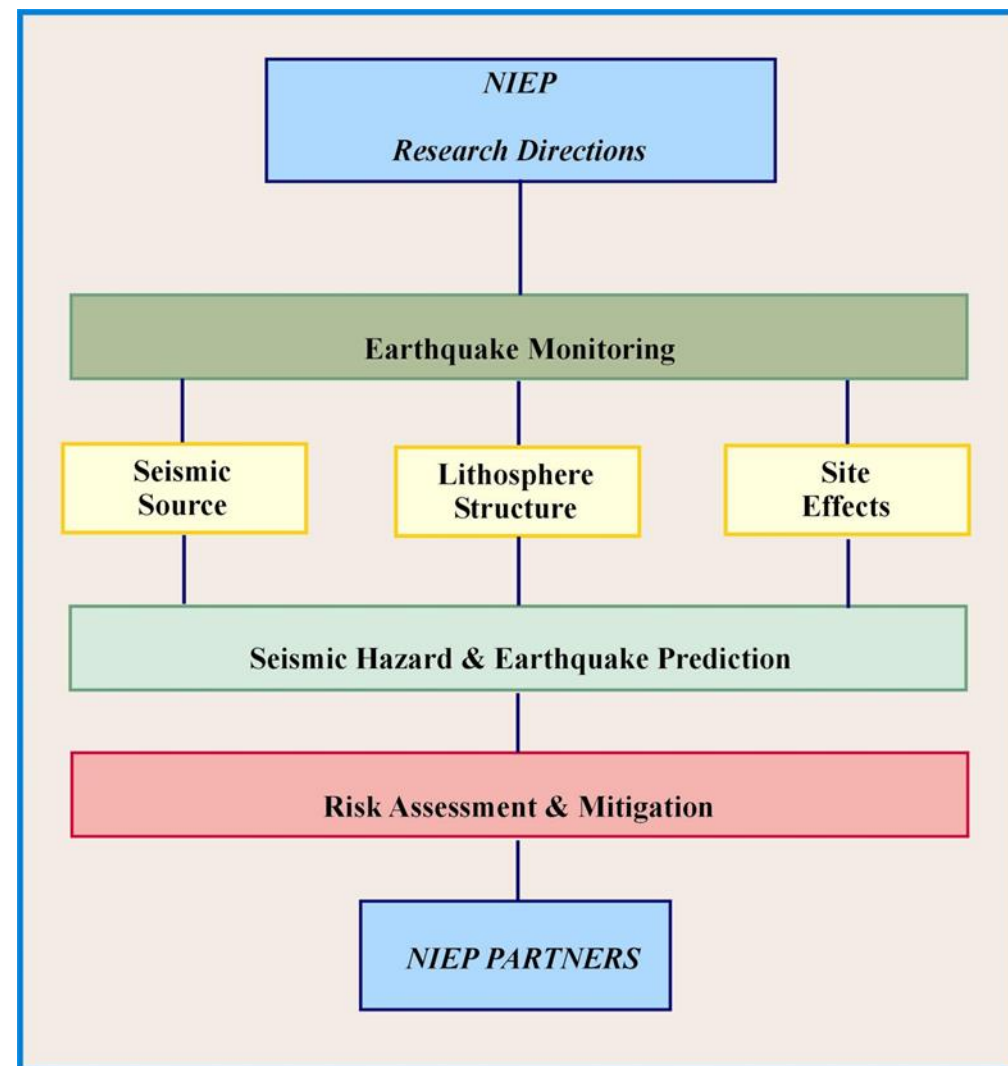 NIEP
Research Directions
Earthquake Monitoring
Seismic
Source
Lithosphere
Structure
Site
Effects
Seismic Hazard & Earthquake Prediction
Risk Assessment & Mitigation
NIEP PARTNERS